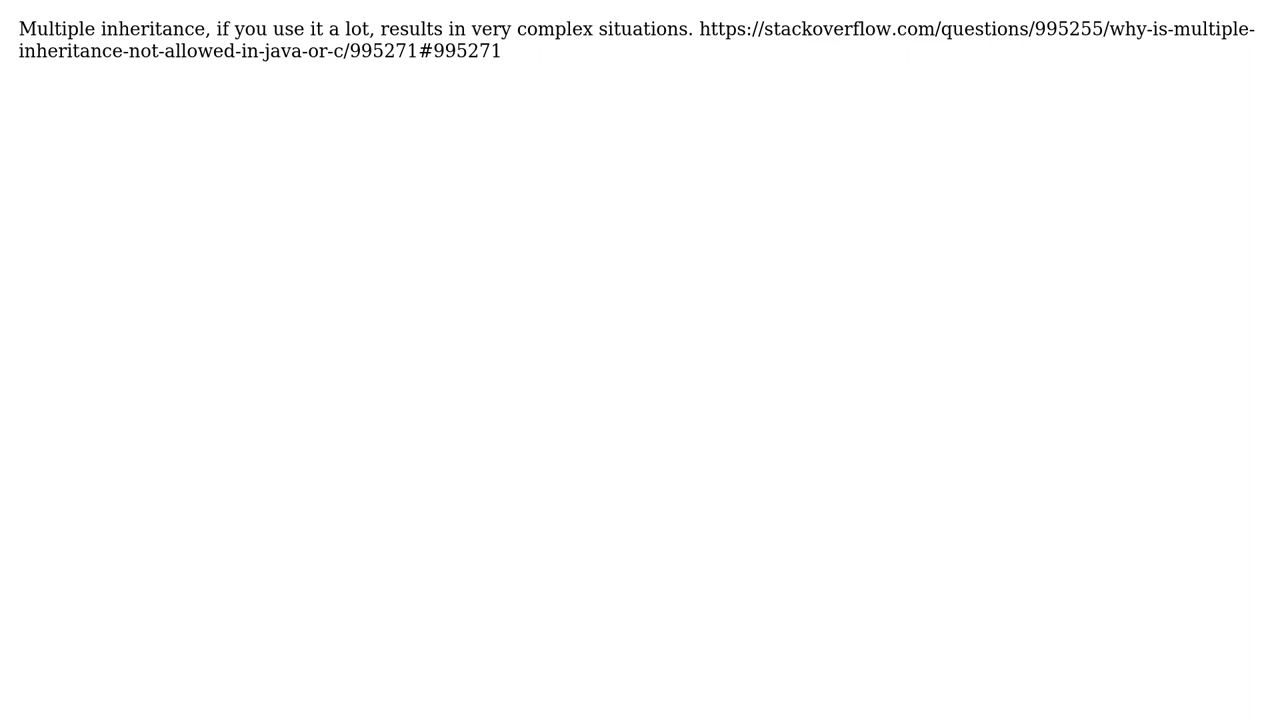 Multiple inheritance, if you use it a lot, results in very complex situations. https://stackoverflow.com/questions/995255/why-is-multiple-
inheritance-not-allowed-in-java-or-c/995271#995271